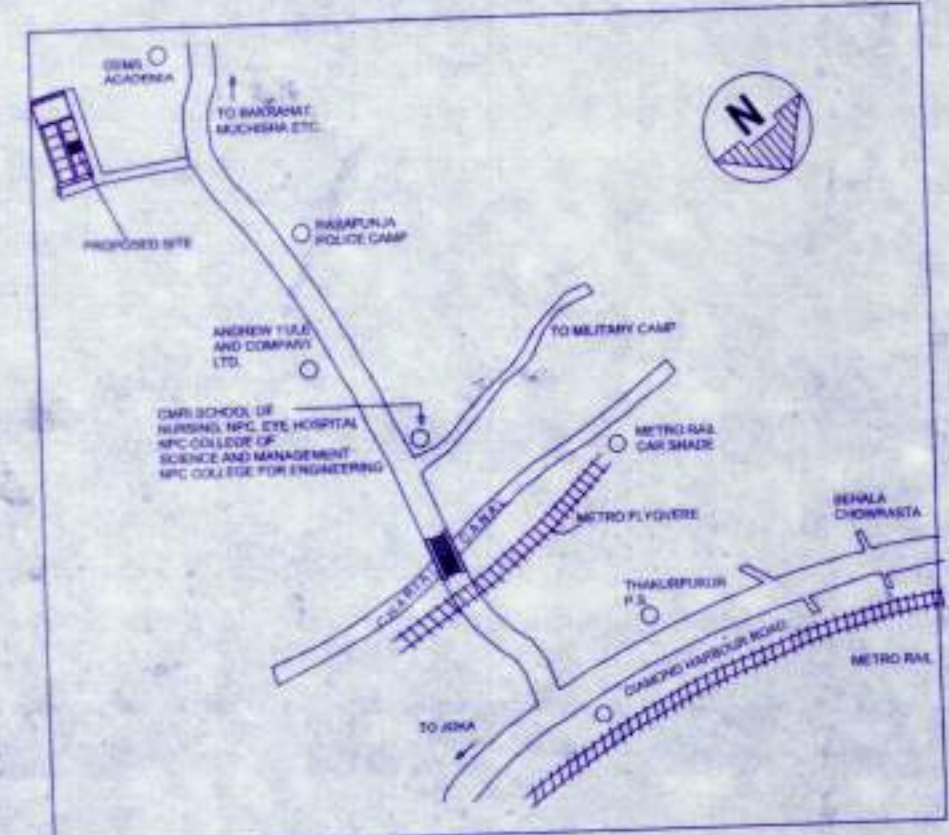 ACADEMIA
N
TO BAKRAHAT,
MUCHISHA ETC.
PROPOSED SITE
RASAPUNJA
POLICE CAMP
ANDREW YULE
AND COMPANY
LTD.
TO MILITARY CAMP
CMRI SCHOOL OF
NURSING, NPC, EYE HOSPITAL
NPC COLLEGE OF
SCIENCE AND MANAGEMENT
NPC COLLEGE FOR ENGINEERING
METRO RAIL
CAR SHADE
METRO FLYOVERE
CHARIAL CANAL
BEHALA
CHOWRASTA
THAKURPUKUR
P.S.
DIAMOND HARBOUR ROAD
METRO RAIL
TO JOKA